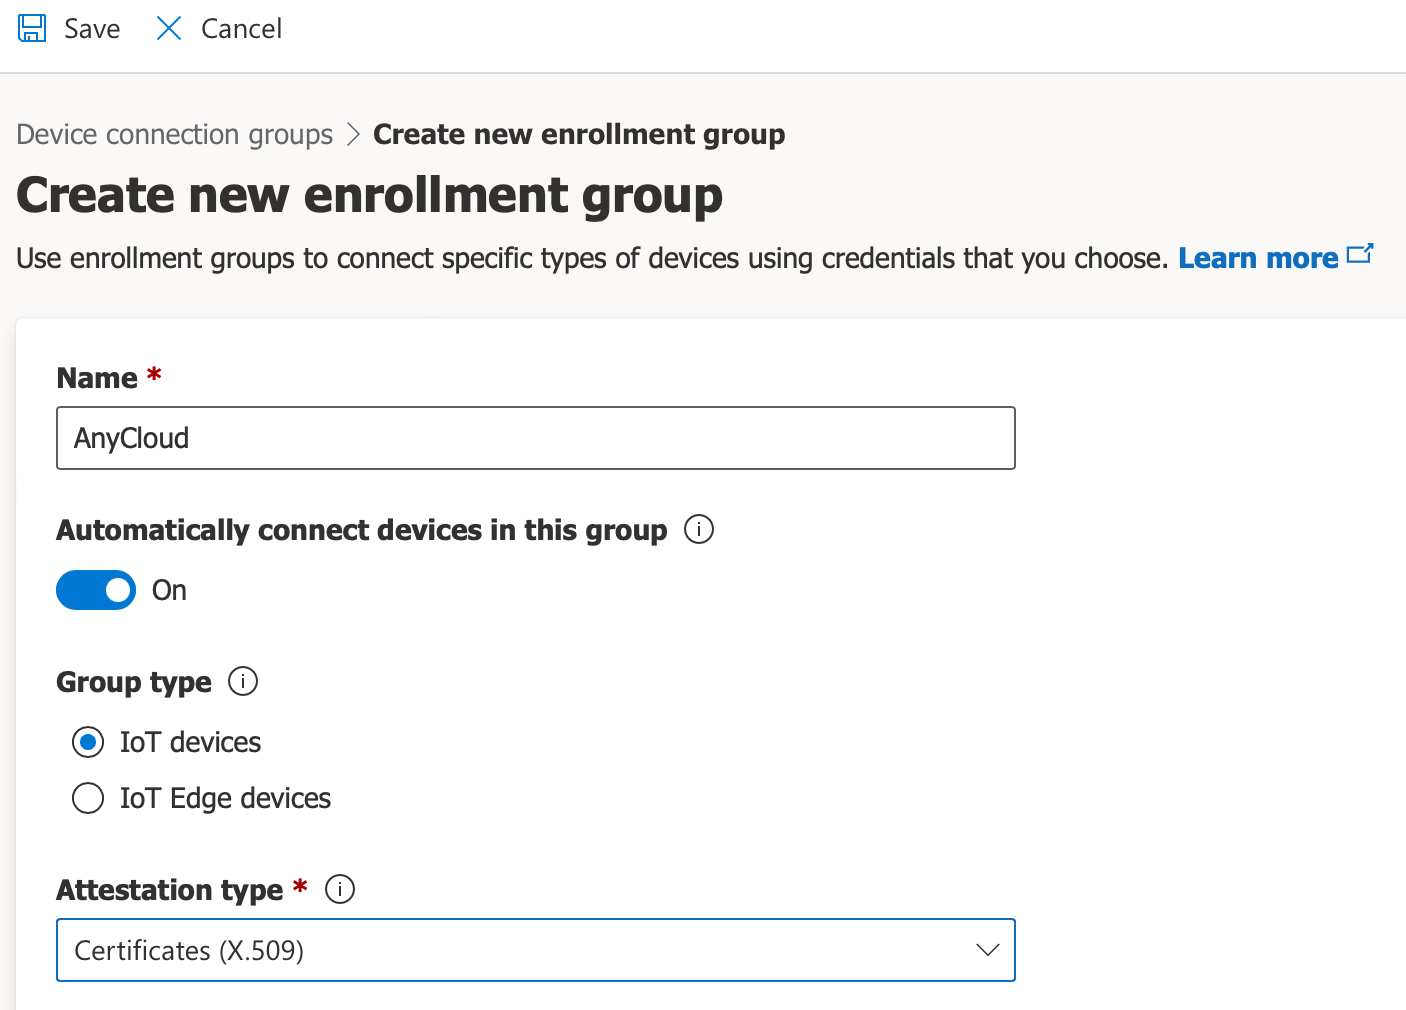 Save Cancel
Device connection groups > Create new enrollment group
Create new enrollment group
Use enrollment groups to connect specific types of devices using credentials that you choose. Learn more
Name *
AnyCloud
Automatically connect devices in this group i
On
Group type i
IoT devices
IoT Edge devices
Attestation type * i
Certificates (X.509)